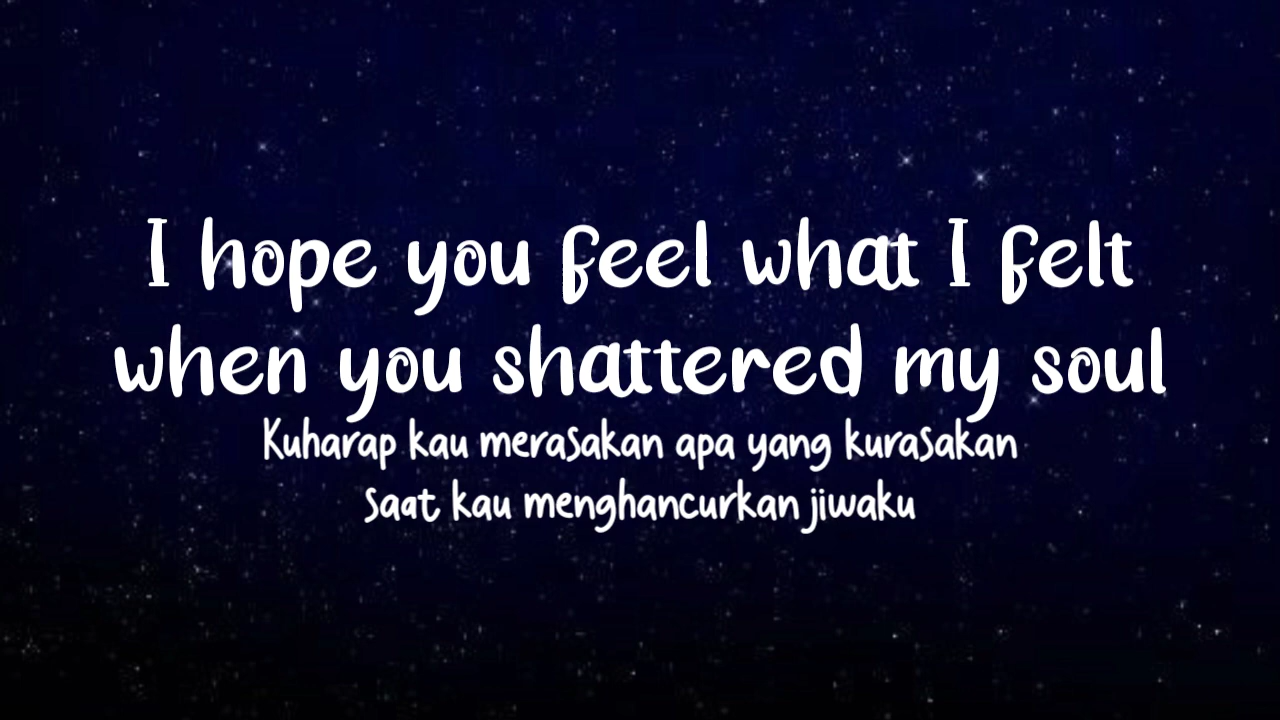 I hope you feel what I felt
when you shattered my soul
Kuharap kau merasakan apa yang kurasakan
saat kau menghancurkan jiwaku